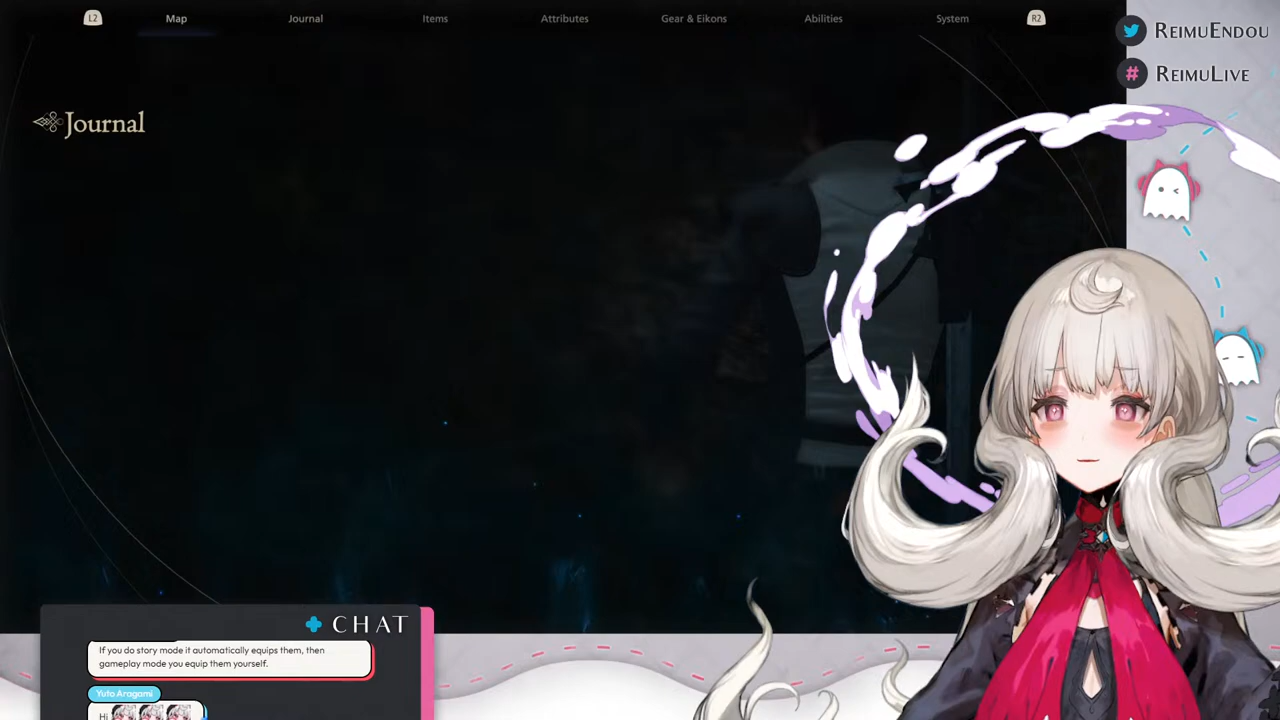 L2 Map Journal Items Attributes Gear & Eikons Abilities System R2
ReimuEndou
# ReimuLive
Journal
CHAT
If you do story mode it automatically equips them, then
gameplay mode you equip them yourself.
Yuto Aragami
Hi